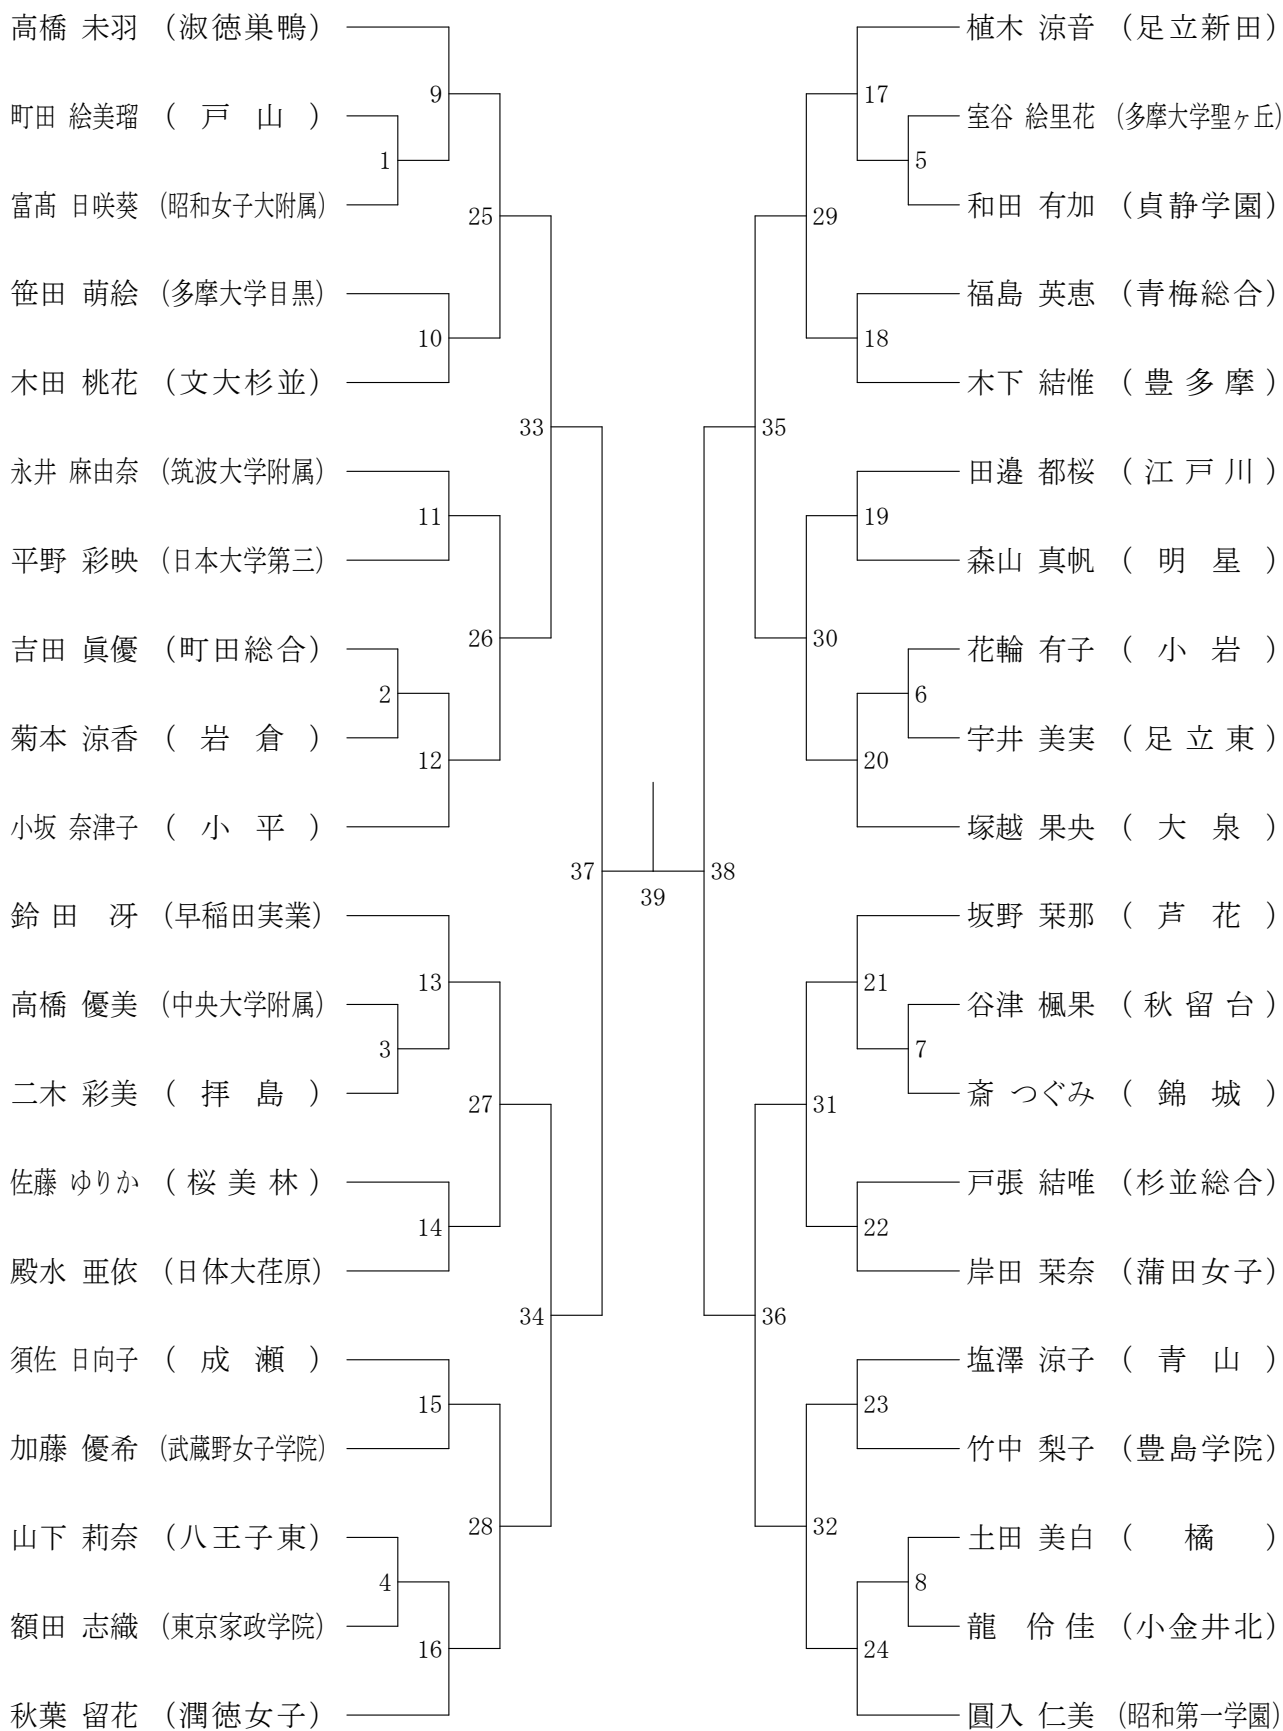 高橋 未羽 （淑徳巣鴨）
町田 絵美瑠 （戸山）
富髙 日咲葵 （昭和女子大附属）
笹田 萌絵 （多摩大学目黒）
木田 桃花 （文大杉並）
永井 麻由奈 （筑波大学附属）
平野 彩映 （日本大学第三）
吉田 眞優 （町田総合）
菊本 涼香 （岩倉）
小坂 奈津子 （小平）
鈴田 冴 （早稲田実業）
高橋 優美 （中央大学附属）
二木 彩美 （拝島）
佐藤 ゆりか （桜美林）
殿水 亜依 （日体大荏原）
須佐 日向子 （成瀬）
加藤 優希 （武蔵野女子学院）
山下 莉奈 （八王子東）
額田 志織 （東京家政学院）
秋葉 留花 （潤徳女子）
1
2
3
4
9
10
11
12
13
14
15
16
25
26
27
28
33
34
37
39
38
35
36
29
30
31
32
17
18
19
20
21
22
23
24
5
6
7
8
植木 涼音 （足立新田）
室谷 絵里花 （多摩大学聖ヶ丘）
和田 有加 （貞静学園）
福島 英恵 （青梅総合）
木下 結惟 （豊多摩）
田邉 都桜 （江戸川）
森山 真帆 （明星）
花輪 有子 （小岩）
宇井 美実 （足立東）
塚越 果央 （大泉）
坂野 栞那 （芦花）
谷津 楓果 （秋留台）
斎 つぐみ （錦城）
戸張 結唯 （杉並総合）
岸田 栞奈 （蒲田女子）
塩澤 涼子 （青山）
竹中 梨子 （豊島学院）
土田 美白 （橘）
龍 伶佳 （小金井北）
圓入 仁美 （昭和第一学園）